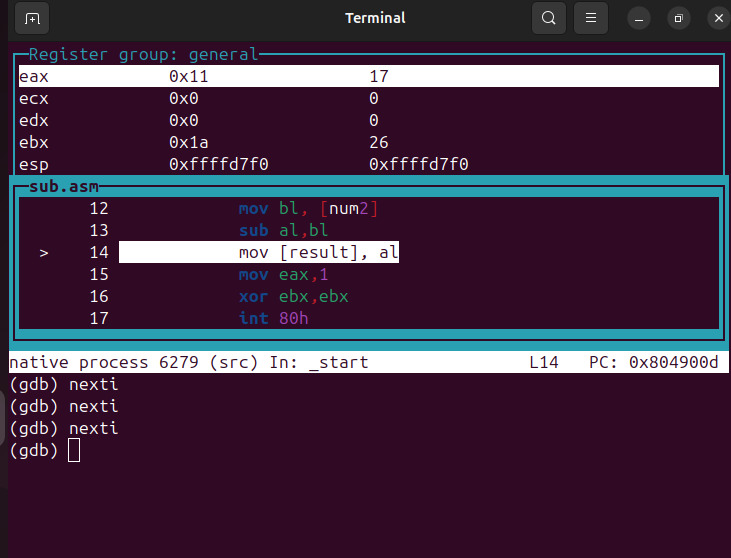 Terminal
Register group: general
eax 0x11 17
ecx 0x0 0
edx 0x0 0
ebx 0x1a 26
esp 0xffffd7f0 0xffffd7f0
sub.asm
12 mov bl, [num2]
13 sub al,bl
> 14 mov [result], al
15 mov eax,1
16 xor ebx,ebx
17 int 80h
native process 6279 (src) In: _start L14 PC: 0x804900d
(gdb) nexti
(gdb) nexti
(gdb) nexti
(gdb)